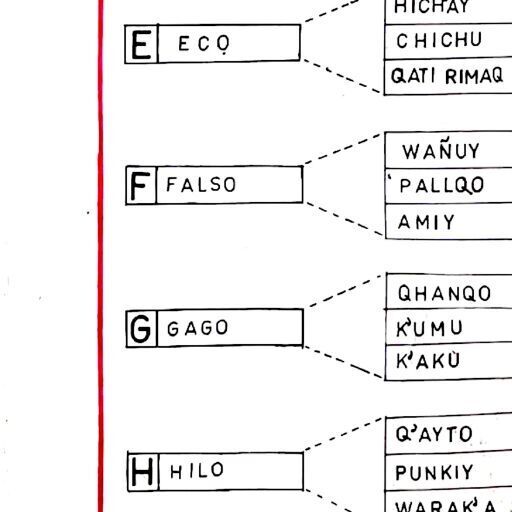 HICHAY
E ECO
CHICHU
QATI RIMAQ
WAÑUY
F FALSO
'PALLQO
AMIY
QHANQO
G GAGO
K'UMU
K'AKU
Q'AYTO
H HILO
PUNKIY
WARAK'A